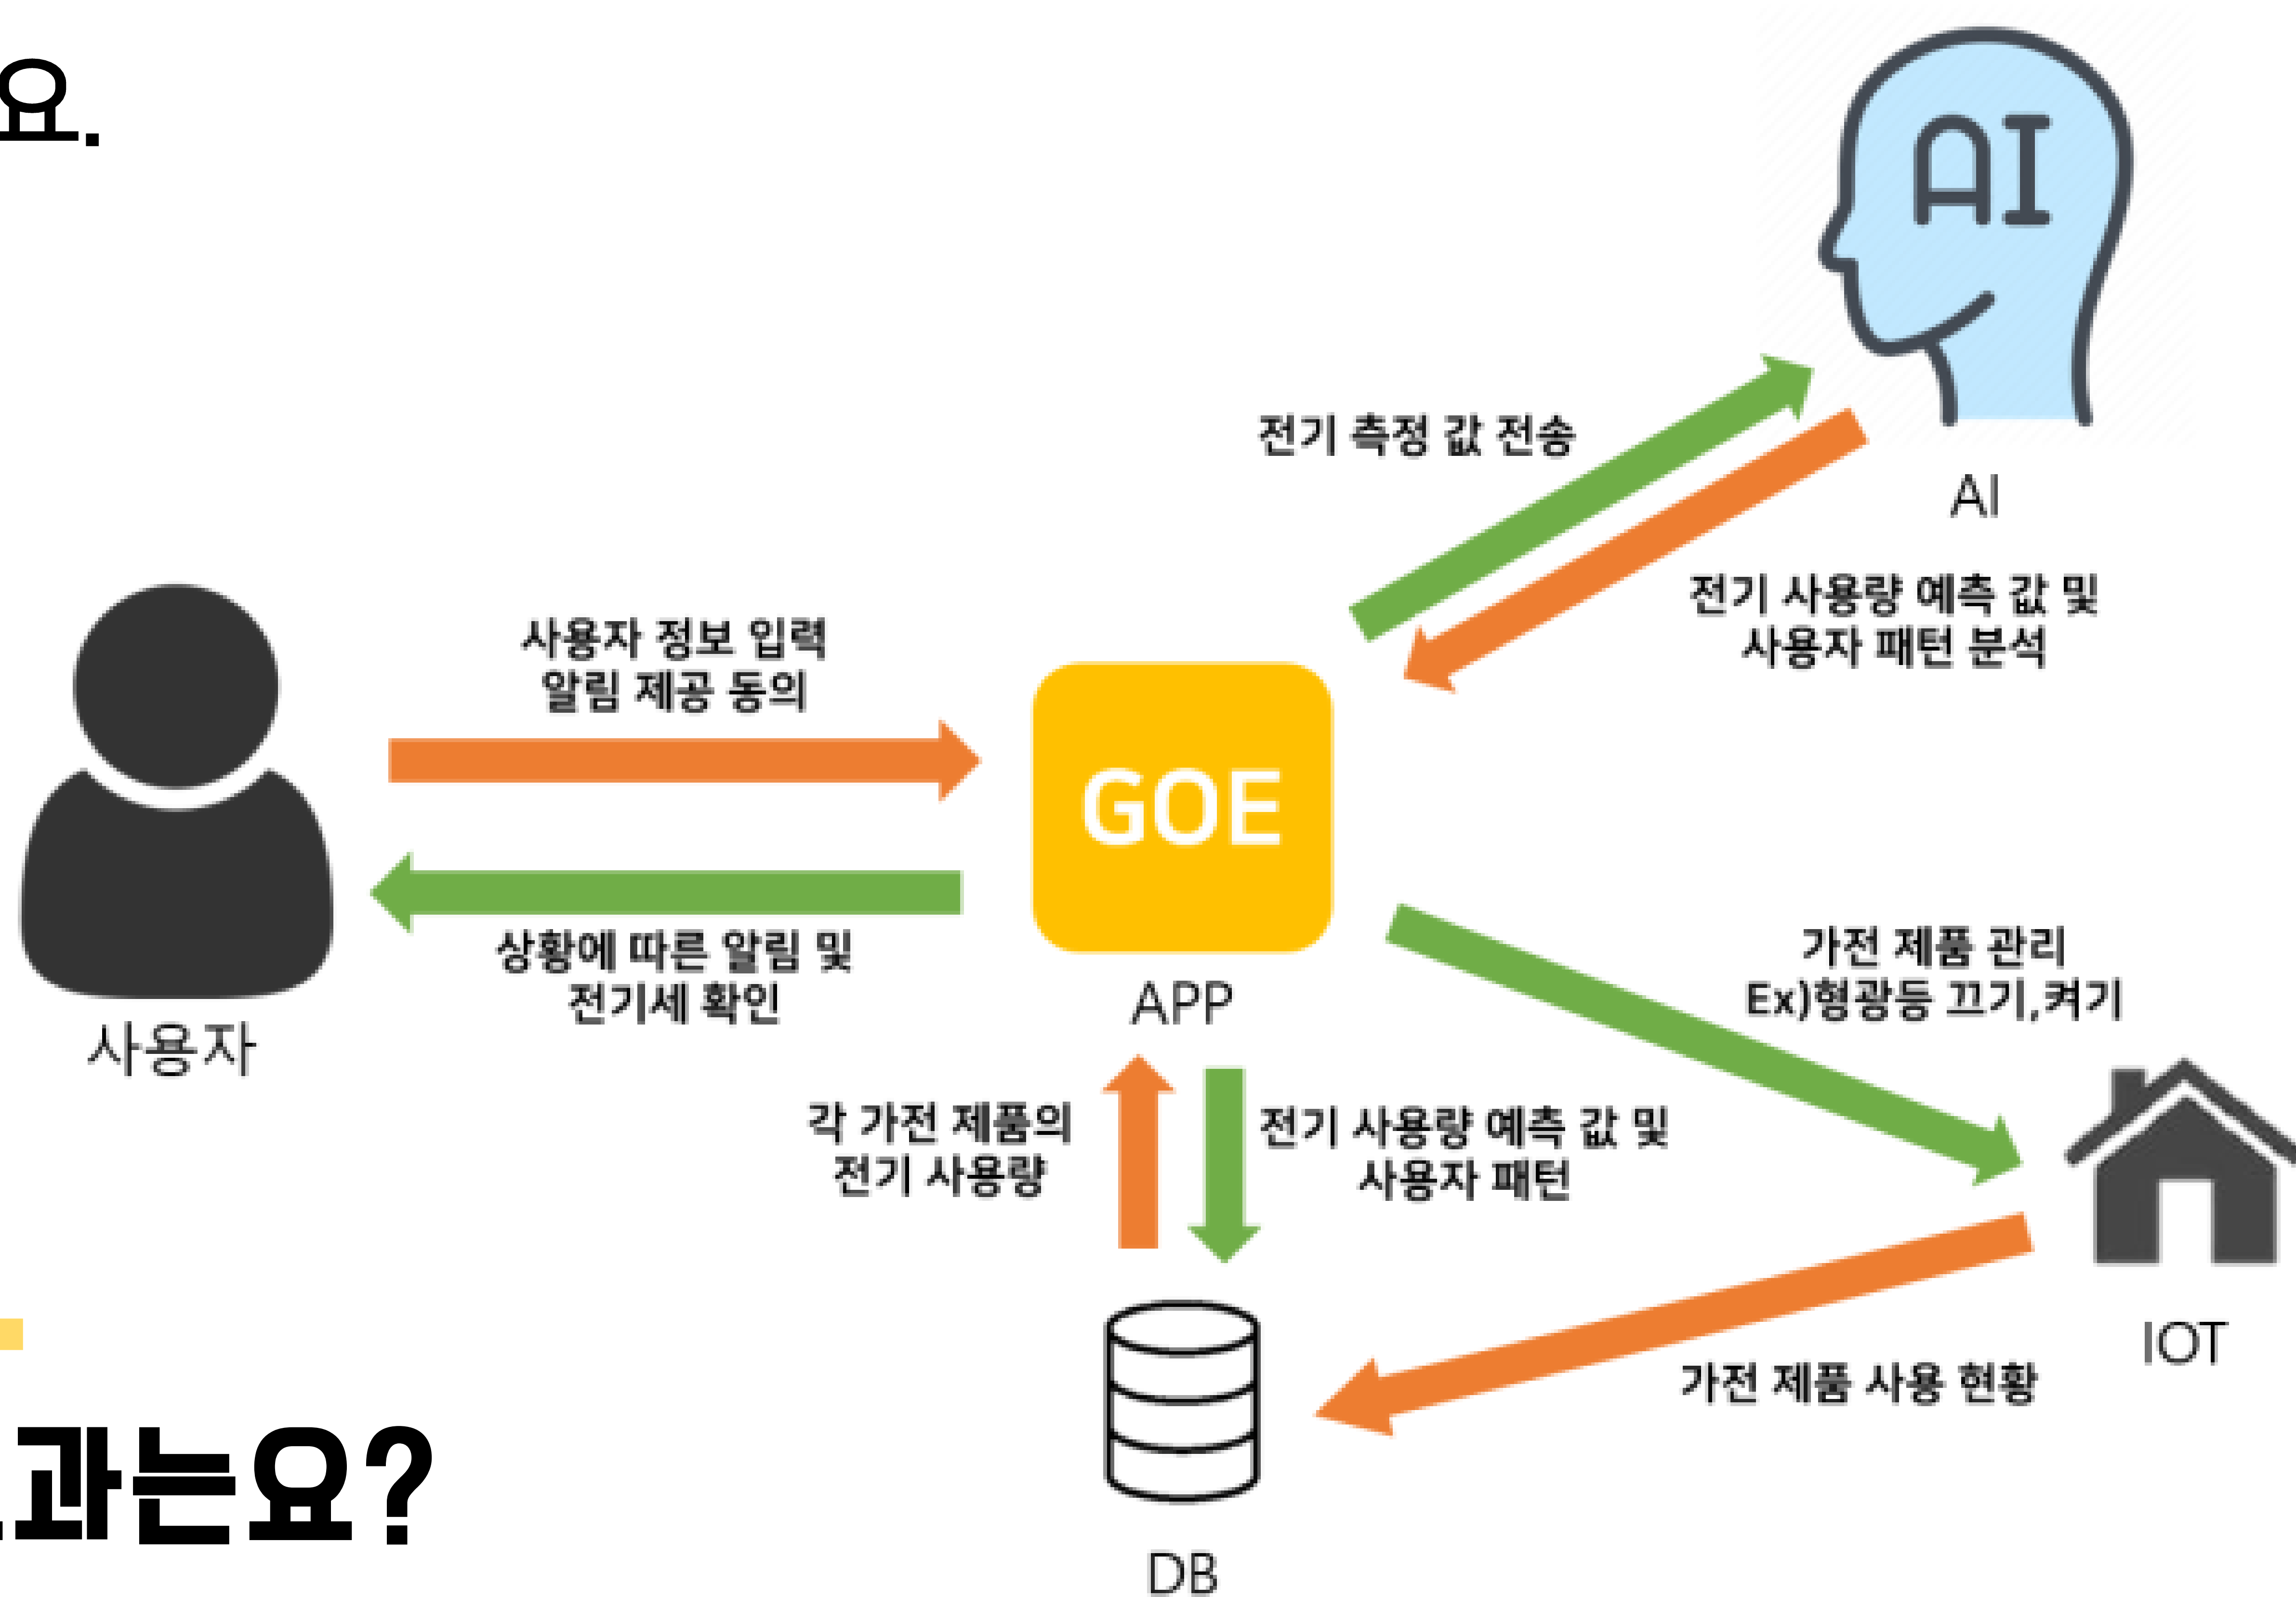 요.
AI
AI
전기 측정 값 전송
전기 사용량 예측 값 및
사용자 패턴 분석
사용자 정보 입력
알림 제공 동의
GOE
APP
상황에 따른 알림 및
전기세 확인
사용자
가전 제품 관리
Ex)형광등 끄기,켜기
각 가전 제품의
전기 사용량
전기 사용량 예측 값 및
사용자 패턴
IOT
가전 제품 사용 현황
과는요?
DB